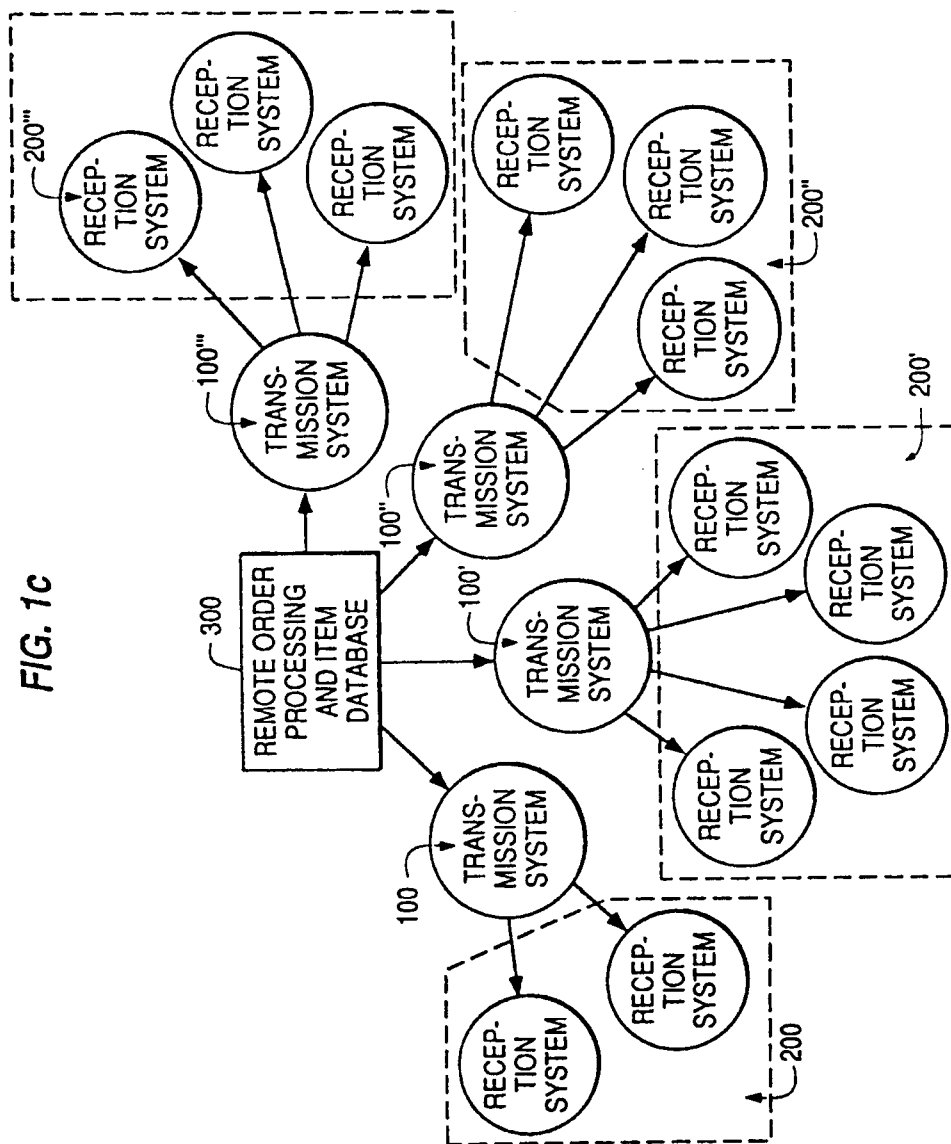 FIG. 1c
300
REMOTE ORDER
PROCESSING
AND ITEM
DATABASE
100
TRANS-
MISSION
SYSTEM
100'
TRANS-
MISSION
SYSTEM
100"
TRANS-
MISSION
SYSTEM
100'"
TRANS-
MISSION
SYSTEM
RECEP-
TION
SYSTEM
RECEP-
TION
SYSTEM
200
RECEP-
TION
SYSTEM
RECEP-
TION
SYSTEM
RECEP-
TION
SYSTEM
RECEP-
TION
SYSTEM
200'
RECEP-
TION
SYSTEM
RECEP-
TION
SYSTEM
RECEP-
TION
SYSTEM
200"
RECEP-
TION
SYSTEM
RECEP-
TION
SYSTEM
RECEP-
TION
SYSTEM
200'"